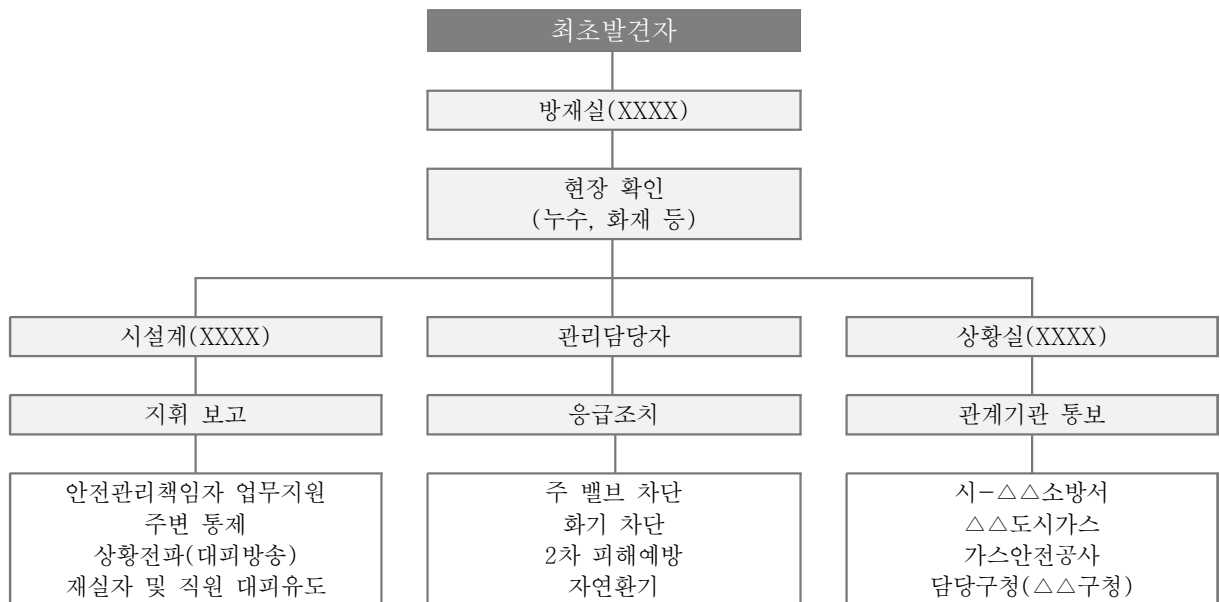 최초발견자
방재실(XXXX)
현장 확인
(누수, 화재 등)
시설계(XXXX)
관리담당자
상황실(XXXX)
지휘 보고
응급조치
관계기관 통보
안전관리책임자 업무지원
주변 통제
상황전파(대피방송)
재실자 및 직원 대피유도
주 밸브 차단
화기 차단
2차 피해예방
자연환기
시-△△소방서
△△도시가스
가스안전공사
담당구청(△△구청)